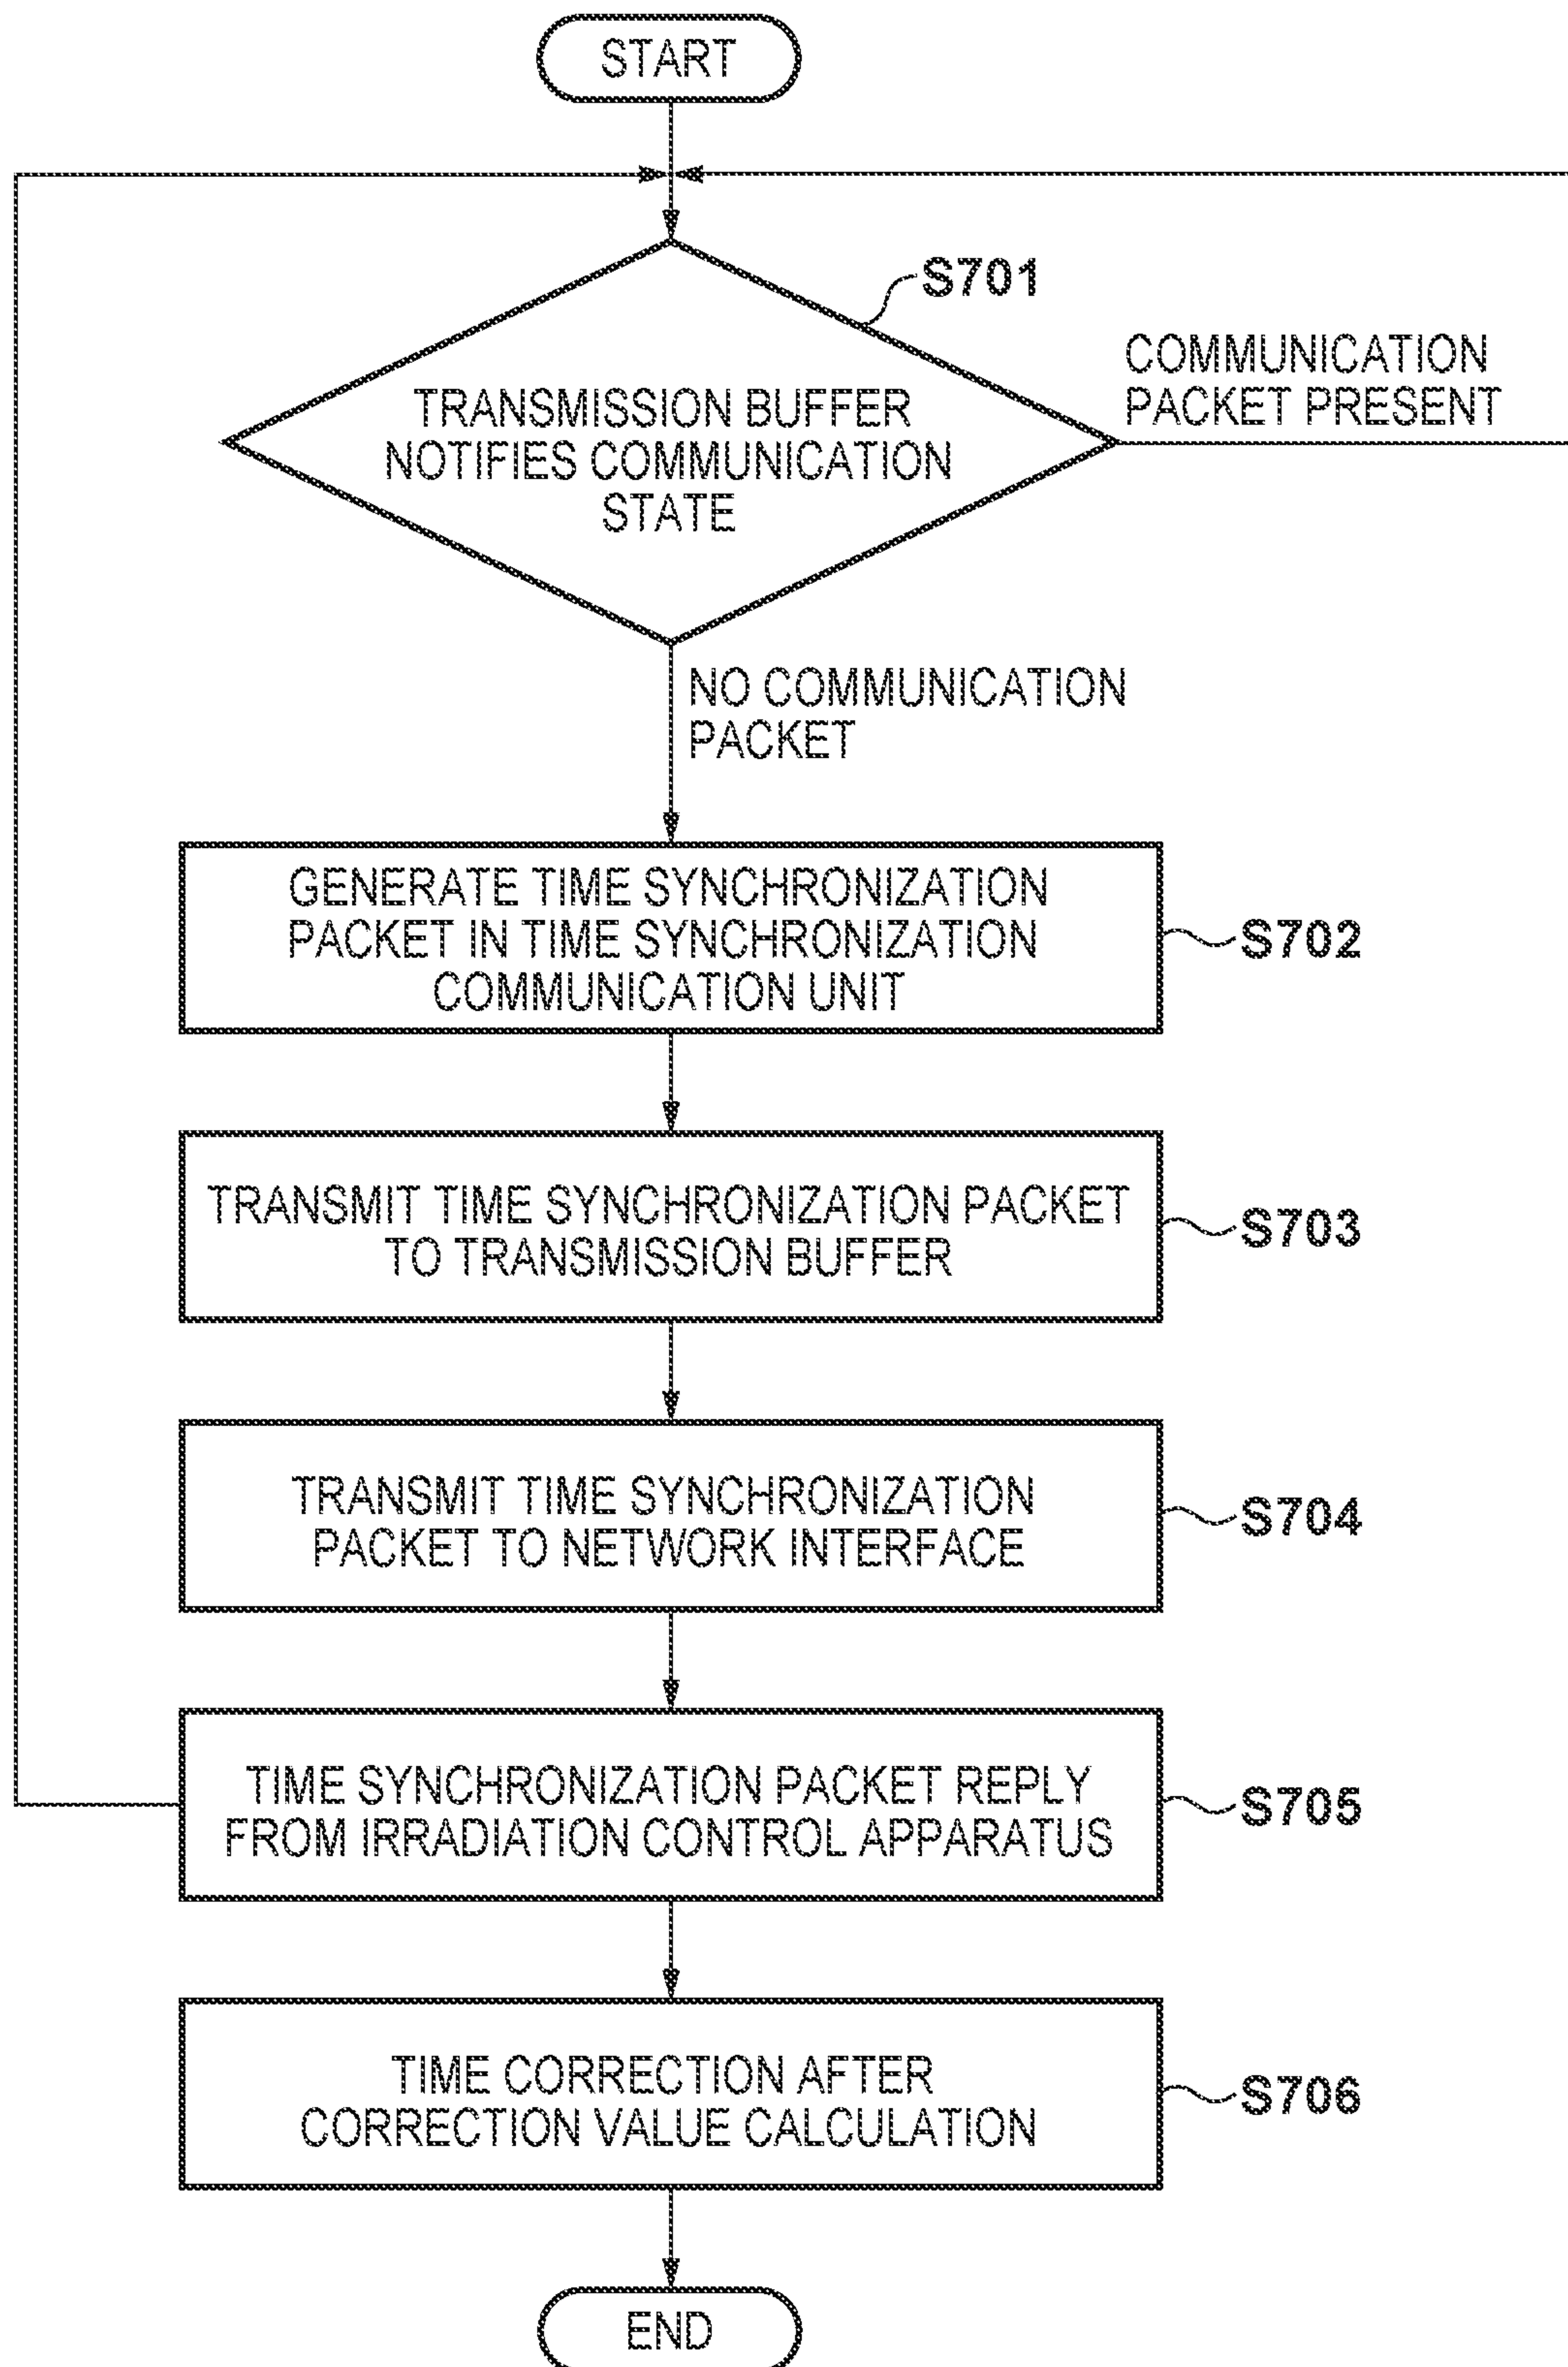 START
S701
COMMUNICATION
PACKET PRESENT
TRANSMISSION BUFFER
NOTIFIES COMMUNICATION
STATE
NO COMMUNICATION
PACKET
GENERATE TIME SYNCHRONIZATION
PACKET IN TIME SYNCHRONIZATION
COMMUNICATION UNIT
S702
TRANSMIT TIME SYNCHRONIZATION PACKET
TO TRANSMISSION BUFFER
S703
TRANSMIT TIME SYNCHRONIZATION
PACKET TO NETWORK INTERFACE
S704
TIME SYNCHRONIZATION PACKET REPLY
FROM IRRADIATION CONTROL APPARATUS
S705
TIME CORRECTION AFTER
CORRECTION VALUE CALCULATION
S706
END